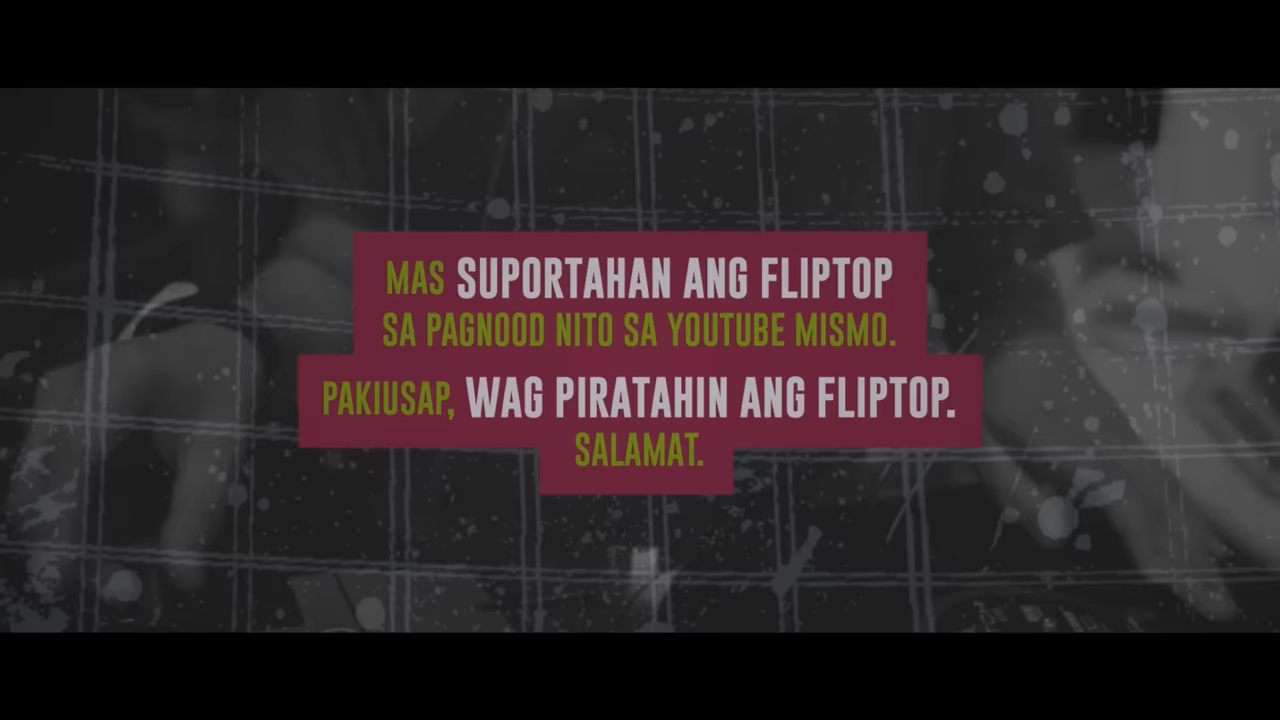 MAS SUPORTAHAN ANG FLIPTOP
SA PAGNOOD NITO SA YOUTUBE MISMO.
PAKIUSAP, WAG PIRATAHIN ANG FLIPTOP.
SALAMAT.